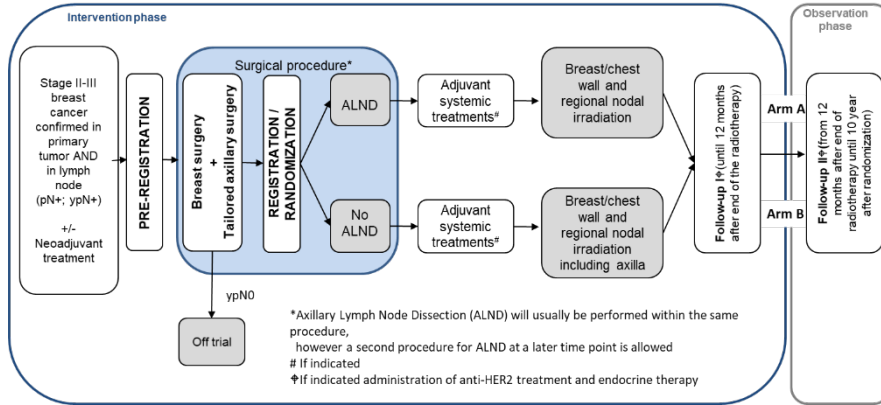 Intervention phase
Observation
phase
Stage II-III
breast
cancer
confirmed in
primary
tumor AND
in lymph
node
(pN+; ypN+)
+/-
Neoadjuvant
treatment
PRE-REGISTRATION
Surgical procedure*
Breast surgery
+
Tailored axillary surgery
REGISTRATION /
RANDOMIZATION
ALND
No
ALND
Adjuvant
systemic
treatments#
Adjuvant
systemic
treatments#
Breast/chest
wall and
regional nodal
irradiation
Breast/chest
wall and
regional nodal
irradiation
including axilla
Follow-up I⌖(until 12 months
after end of the radiotherapy)
Arm A
Arm B
Follow-up II⌖(from 12
months after end of
radiotherapy until 10 year
after randomization)
ypN0
Off trial
*Axillary Lymph Node Dissection (ALND) will usually be performed within the same
procedure,
however a second procedure for ALND at a later time point is allowed
# If indicated
⌖If indicated administration of anti-HER2 treatment and endocrine therapy